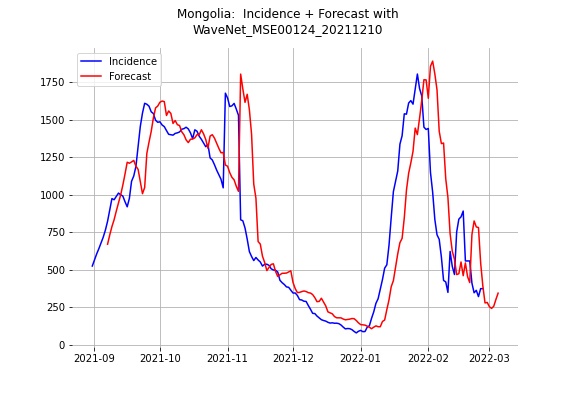 Mongolia:  Incidence + Forecast with
WaveNet_MSE00124_20211210
Incidence
Forecast
1750
1500
1250
1000
750
500
250
0
2021-09 2021-10 2021-11 2021-12 2022-01 2022-02 2022-03